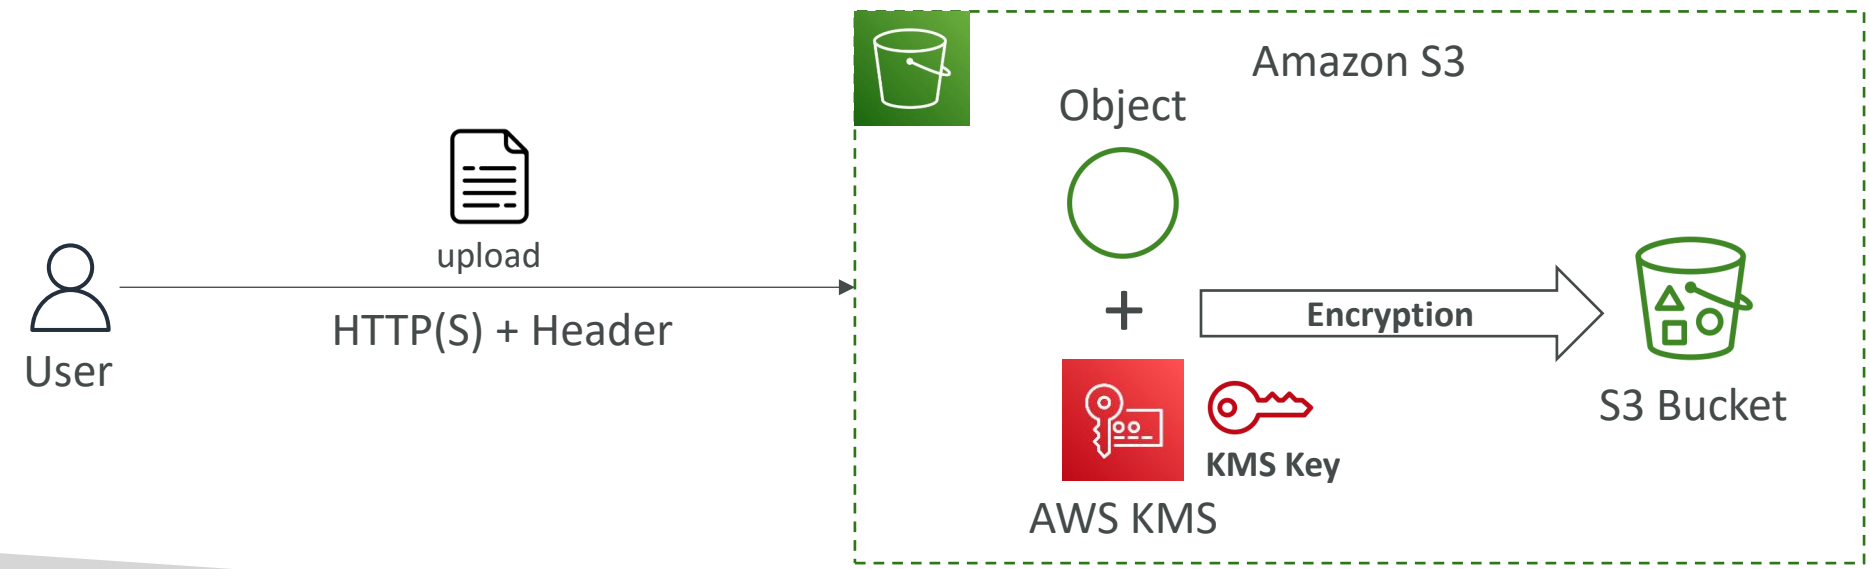 Amazon S3
Object
upload
HTTP(S) + Header
User
+
Encryption
S3 Bucket
KMS Key
AWS KMS